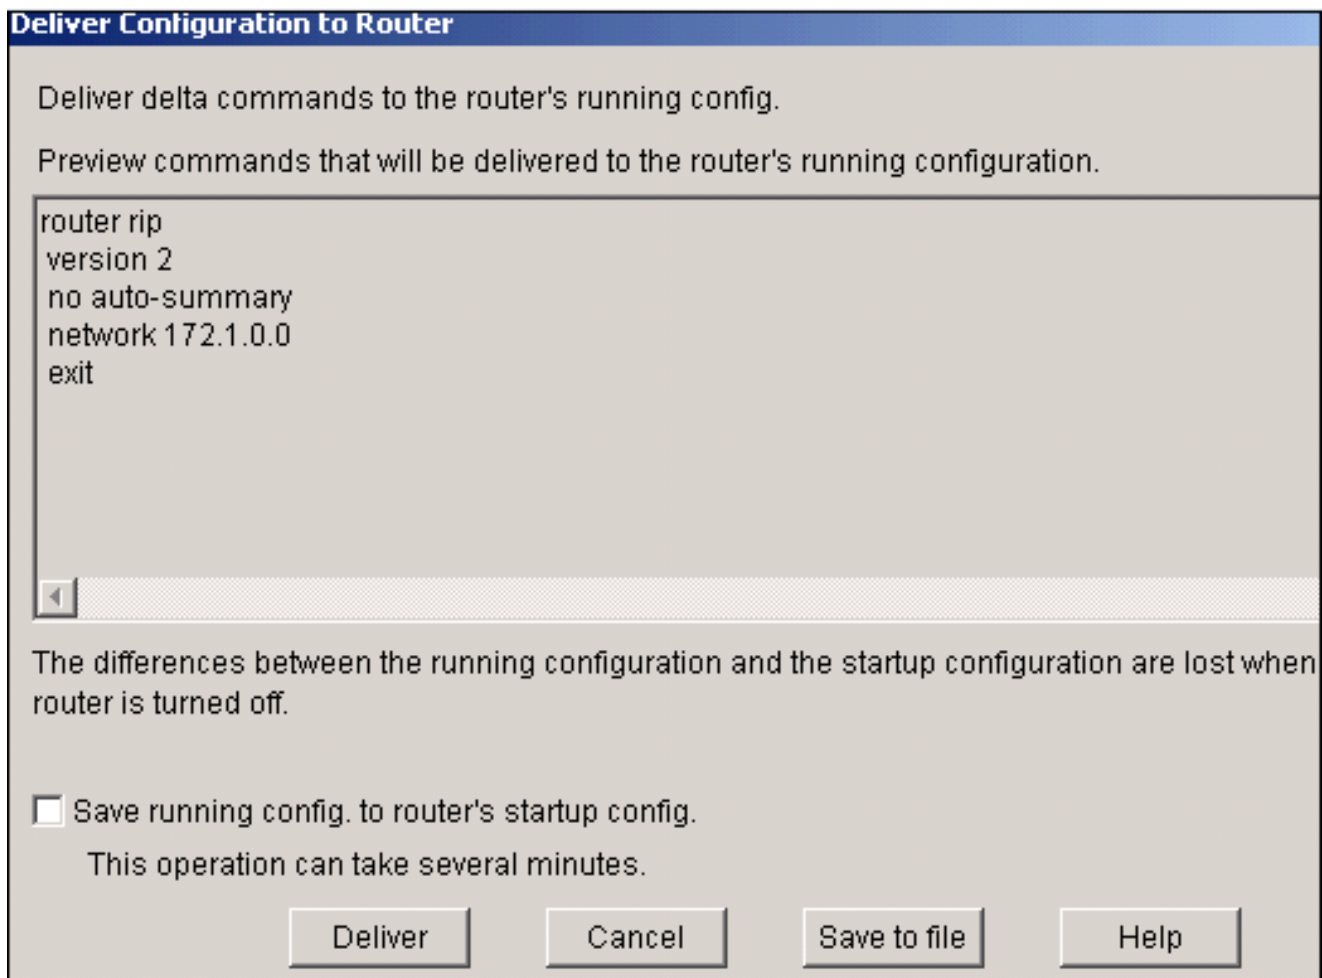 Deliver Configuration to Router
Deliver delta commands to the router's running config.
Preview commands that will be delivered to the router's running configuration.
router rip
version 2
no auto-summary
network 172.1.0.0
exit
The differences between the running configuration and the startup configuration are lost when
router is turned off.
Save running config. to router's startup config.
This operation can take several minutes.
Deliver Cancel Save to file Help